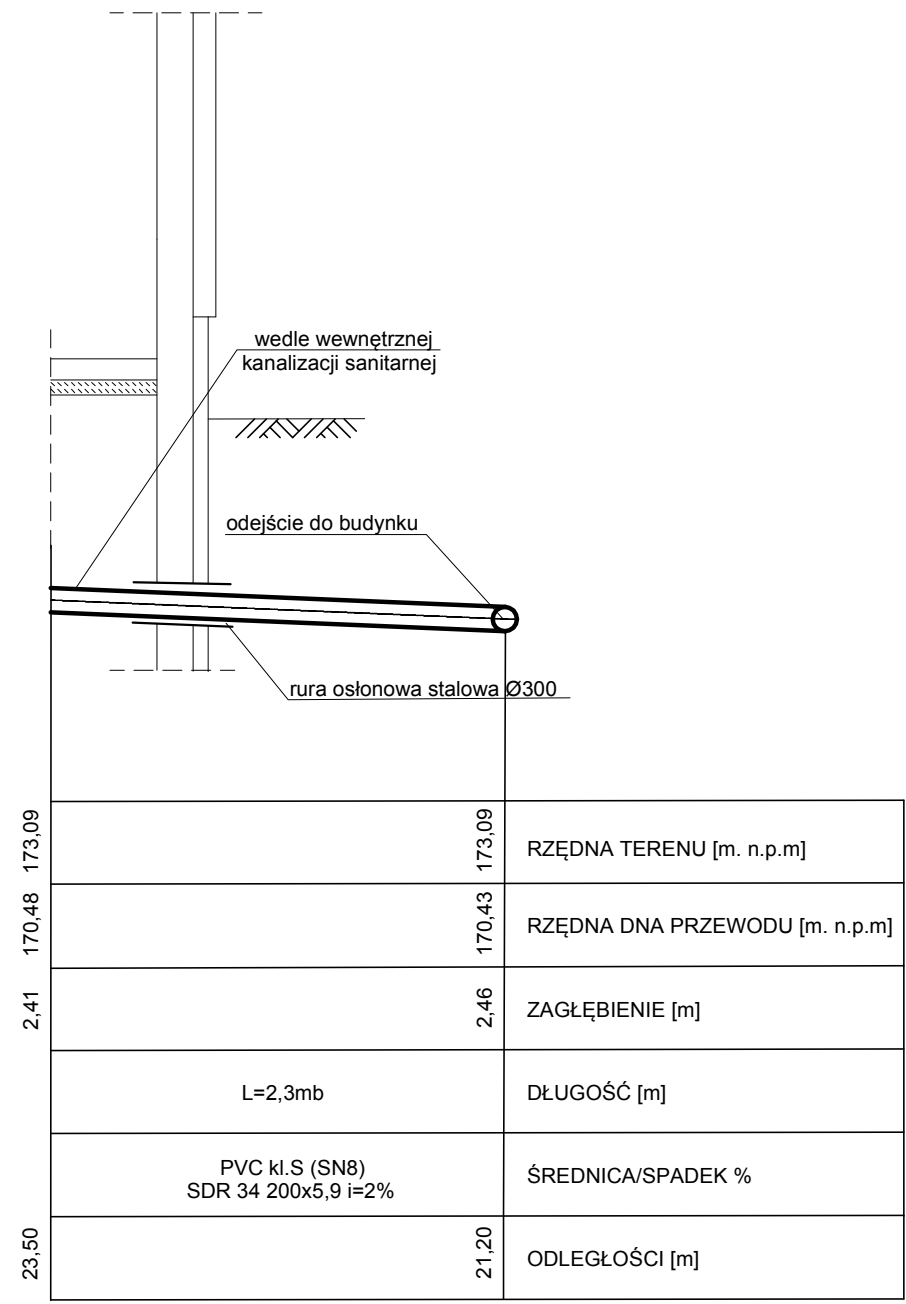 wedle wewnętrznej
kanalizacji sanitarnej
odejście do budynku
rura osłonowa stalowa Ø300
173,09 173,09 RZĘDNA TERENU [m. n.p.m]
170,48 170,43 RZĘDNA DNA PRZEWODU [m. n.p.m]
2,41 2,46 ZAGŁĘBIENIE [m]
L=2,3mb DŁUGOŚĆ [m]
PVC kl.S (SN8)
SDR 34 200x5,9 i=2% ŚREDNICA/SPADEK %
23,50 21,20 ODLEGŁOŚCI [m]